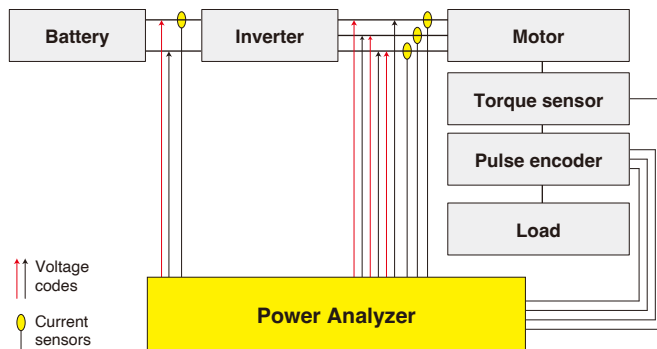 Battery
Inverter
Motor
Torque sensor
Pulse encoder
Load
Voltage
codes
Current
sensors
Power Analyzer